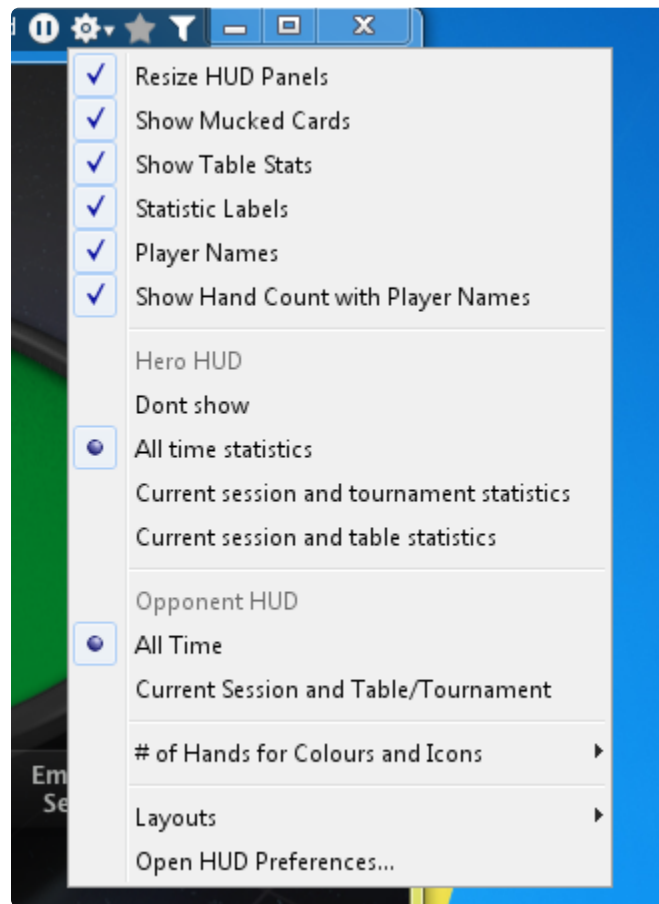 Resize HUD Panels
Show Mucked Cards
Show Table Stats
Statistic Labels
Player Names
Show Hand Count with Player Names
Hero HUD
Dont show
All time statistics
Current session and tournament statistics
Current session and table statistics
Opponent HUD
All Time
Current Session and Table/Tournament
# of Hands for Colours and Icons
Em
Se
Layouts
Open HUD Preferences...